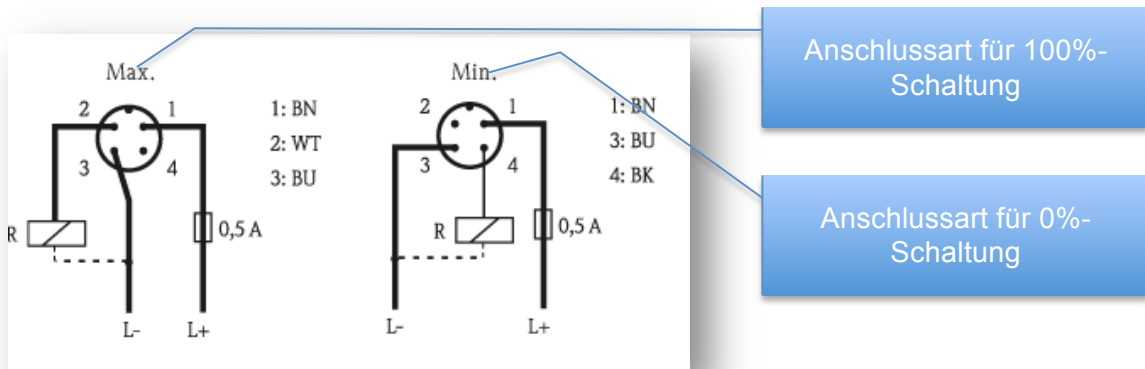 Max.
2
1
3
4
1: BN
2: WT
3: BU
R
0,5 A
L-
L+
Min.
2
1
3
4
1: BN
3: BU
4: BK
R
0,5 A
L-
L+
Anschlussart für 100%-
Schaltung
Anschlussart für 0%-
Schaltung